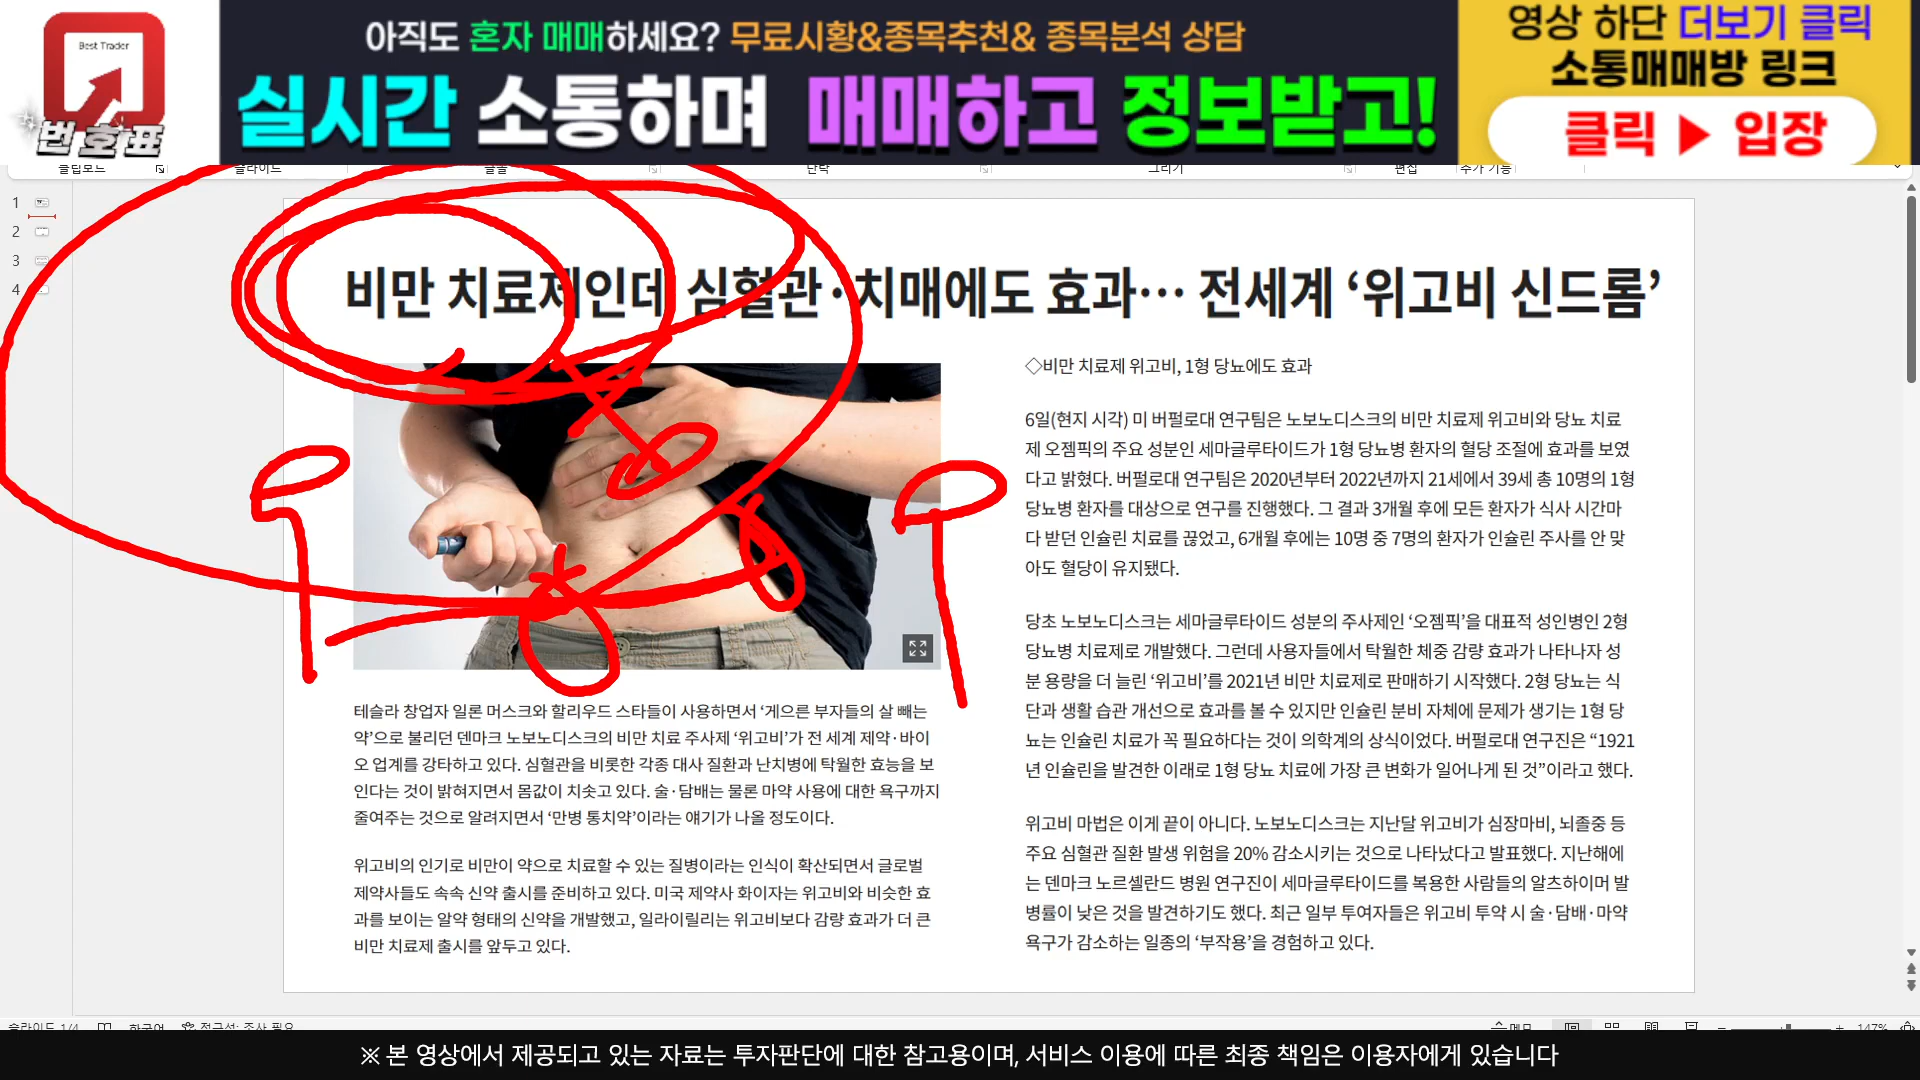 Best Trader
번호표
아직도 혼자 매매하세요? 무료시황&종목추천& 종목분석 상담
실시간 소통하며 매매하고 정보받고!
영상 하단 더보기 클릭
소통매매방 링크
클릭 ▶ 입장
클립보드
슬라이드
글꼴
단락
그리기
편집
추가 기능
1
2
3
4
비만 치료제인데 심혈관·치매에도 효과… 전세계 ‘위고비 신드롬’
테슬라 창업자 일론 머스크와 할리우드 스타들이 사용하면서 ‘게으른 부자들의 살 빼는
약’으로 불리던 덴마크 노보노디스크의 비만 치료 주사제 ‘위고비’가 전 세계 제약·바이
오 업계를 강타하고 있다. 심혈관을 비롯한 각종 대사 질환과 난치병에 탁월한 효능을 보
인다는 것이 밝혀지면서 몸값이 치솟고 있다. 술·담배는 물론 마약 사용에 대한 욕구까지
줄여주는 것으로 알려지면서 ‘만병 통치약’이라는 얘기가 나올 정도이다.
위고비의 인기로 비만이 약으로 치료할 수 있는 질병이라는 인식이 확산되면서 글로벌
제약사들도 속속 신약 출시를 준비하고 있다. 미국 제약사 화이자는 위고비와 비슷한 효
과를 보이는 알약 형태의 신약을 개발했고, 일라이릴리는 위고비보다 감량 효과가 더 큰
비만 치료제 출시를 앞두고 있다.
◇비만 치료제 위고비, 1형 당뇨에도 효과
6일(현지 시각) 미 버펄로대 연구팀은 노보노디스크의 비만 치료제 위고비와 당뇨 치료
제 오젬픽의 주요 성분인 세마글루타이드가 1형 당뇨병 환자의 혈당 조절에 효과를 보였
다고 밝혔다. 버펄로대 연구팀은 2020년부터 2022년까지 21세에서 39세 총 10명의 1형
당뇨병 환자를 대상으로 연구를 진행했다. 그 결과 3개월 후에 모든 환자가 식사 시간마
다 받던 인슐린 치료를 끊었고, 6개월 후에는 10명 중 7명의 환자가 인슐린 주사를 안 맞
아도 혈당이 유지됐다.
당초 노보노디스크는 세마글루타이드 성분의 주사제인 ‘오젬픽’을 대표적 성인병인 2형
당뇨병 치료제로 개발했다. 그런데 사용자들에서 탁월한 체중 감량 효과가 나타나자 성
분 용량을 더 늘린 ‘위고비’를 2021년 비만 치료제로 판매하기 시작했다. 2형 당뇨는 식
단과 생활 습관 개선으로 효과를 볼 수 있지만 인슐린 분비 자체에 문제가 생기는 1형 당
뇨는 인슐린 치료가 꼭 필요하다는 것이 의학계의 상식이었다. 버펄로대 연구진은 “1921
년 인슐린을 발견한 이래로 1형 당뇨 치료에 가장 큰 변화가 일어나게 된 것”이라고 했다.
위고비 마법은 이게 끝이 아니다. 노보노디스크는 지난달 위고비가 심장마비, 뇌졸중 등
주요 심혈관 질환 발생 위험을 20% 감소시키는 것으로 나타났다고 발표했다. 지난해에
는 덴마크 노르셸란드 병원 연구진이 세마글루타이드를 복용한 사람들의 알츠하이머 발
병률이 낮은 것을 발견하기도 했다. 최근 일부 투여자들은 위고비 투약 시 술·담배·마약
욕구가 감소하는 일종의 ‘부작용’을 경험하고 있다.
슬라이드 1/4 한국어 접근성: 조사 필요 메모 147%
※ 본 영상에서 제공되고 있는 자료는 투자판단에 대한 참고용이며, 서비스 이용에 따른 최종 책임은 이용자에게 있습니다